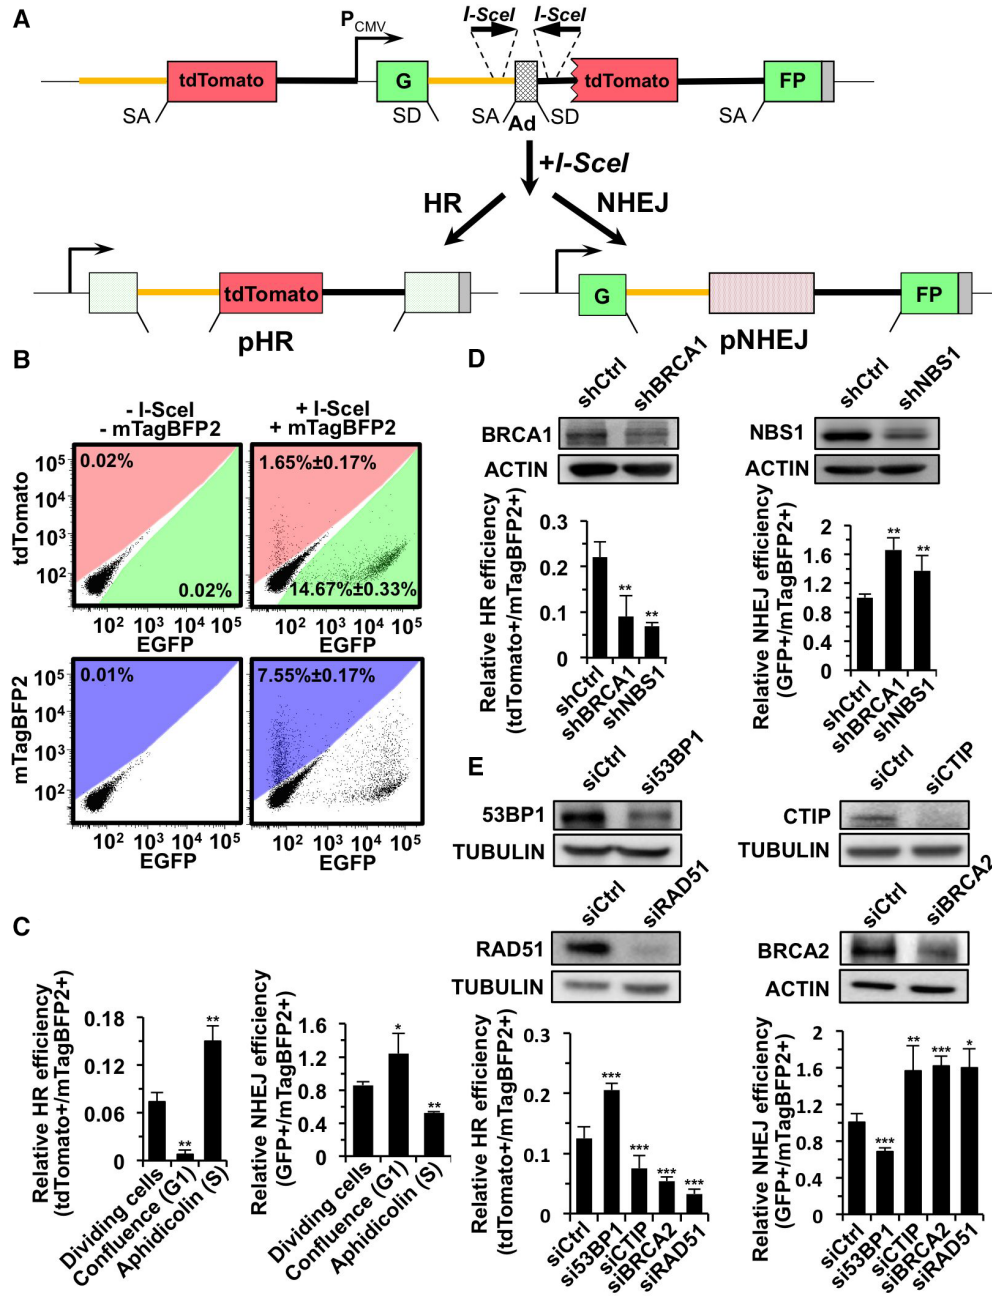 A
P CMV
I-SceI
I-SceI
tdTomato
G
tdTomato
FP
SA
SD
SA
Ad
SD
SA
+I-SceI
HR
NHEJ
tdTomato
G
FP
pHR
pNHEJ
B
- I-SceI
- mTagBFP2
+ I-SceI
+ mTagBFP2
tdTomato
10^5
10^4
10^3
10^2
0.02%
0.02%
1.65%±0.17%
14.67%±0.33%
10^2 10^3 10^4 10^5
EGFP
10^2 10^3 10^4 10^5
EGFP
mTagBFP2
10^5
10^4
10^3
10^2
0.01%
7.55%±0.17%
10^2 10^3 10^4 10^5
EGFP
10^2 10^3 10^4 10^5
EGFP
C
Relative HR efficiency
(tdTomato+/mTagBFP2+)
0.18
0.12
0.06
0
**
**
Dividing cells
Confluence (G1)
Aphidicolin (S)
Relative NHEJ efficiency
(GFP+/mTagBFP2+)
1.6
1.2
0.8
0.4
0
*
**
Dividing cells
Confluence (G1)
Aphidicolin (S)
D
shCtrl
shBRCA1
BRCA1
ACTIN
shCtrl
shNBS1
NBS1
ACTIN
Relative HR efficiency
(tdTomato+/mTagBFP2+)
0.3
0.2
0.1
0
**
**
shCtrl
shBRCA1
shNBS1
Relative NHEJ efficiency
(GFP+/mTagBFP2+)
2
1.6
1.2
0.8
0.4
0
**
**
shCtrl
shBRCA1
shNBS1
E
siCtrl
si53BP1
53BP1
TUBULIN
siCtrl
siCTIP
CTIP
TUBULIN
siCtrl
siRAD51
RAD51
TUBULIN
siCtrl
siBRCA2
BRCA2
ACTIN
Relative HR efficiency
(tdTomato+/mTagBFP2+)
0.3
0.2
0.1
0
***
***
***
***
siCtrl
si53BP1
siCTIP
siBRCA2
siRAD51
Relative NHEJ efficiency
(GFP+/mTagBFP2+)
2
1.6
1.2
0.8
0.4
0
***
**
***
*
siCtrl
si53BP1
siCTIP
siBRCA2
siRAD51